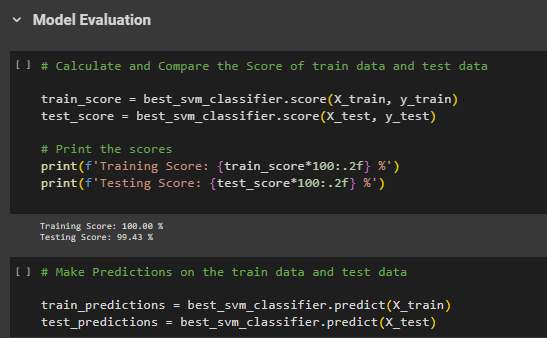 Model Evaluation
[ ] # Calculate and Compare the Score of train data and test data
train_score = best_svm_classifier.score(X_train, y_train)
test_score = best_svm_classifier.score(X_test, y_test)
# Print the scores
print(f'Training Score: {train_score*100:.2f} %')
print(f'Testing Score: {test_score*100:.2f} %')
Training Score: 100.00 %
Testing Score: 99.43 %
[ ] # Make Predictions on the train data and test data
train_predictions = best_svm_classifier.predict(X_train)
test_predictions = best_svm_classifier.predict(X_test)